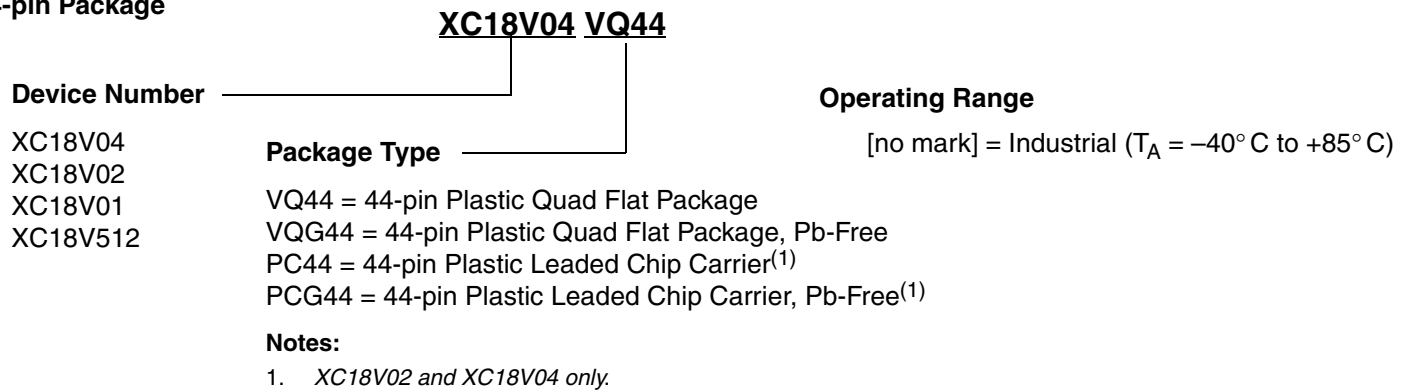 -pin Package
XC18V04 VQ44
Device Number
XC18V04
XC18V02
XC18V01
XC18V512
Package Type
VQ44 = 44-pin Plastic Quad Flat Package
VQG44 = 44-pin Plastic Quad Flat Package, Pb-Free
PC44 = 44-pin Plastic Leaded Chip Carrier(1)
PCG44 = 44-pin Plastic Leaded Chip Carrier, Pb-Free(1)
Notes:
1. XC18V02 and XC18V04 only.
Operating Range
[no mark] = Industrial (TA = –40° C to +85° C)